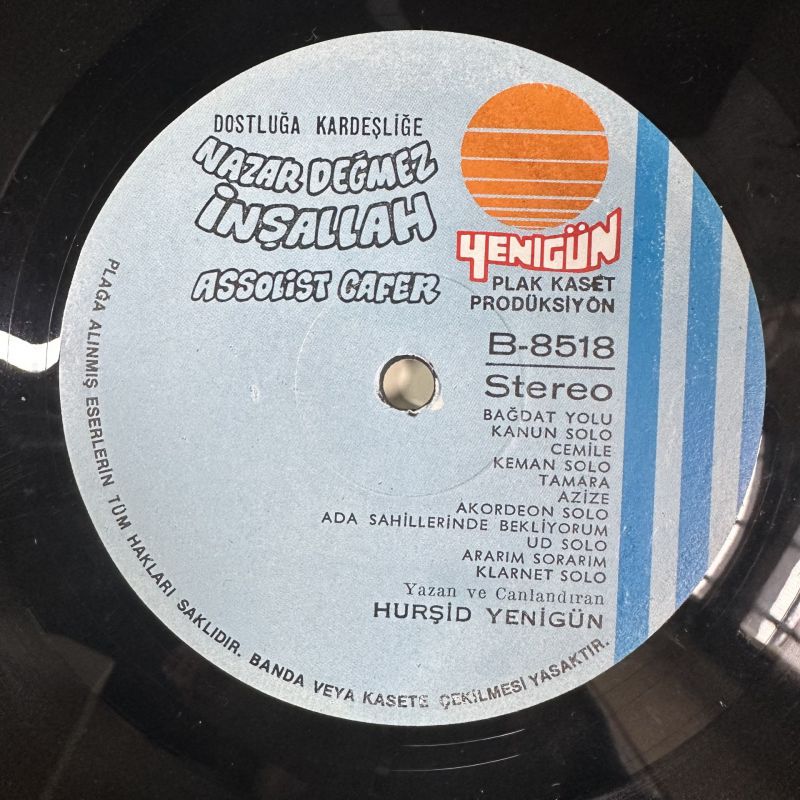 DOSTLUĞA KARDEŞLİĞE
NAZAR DEĞMEZ
İNŞALLAH
ASSOLİST CAFER
YENİGÜN
PLAK KASET
PRODÜKSİYON
B-8518
Stereo
BAĞDAT YOLU
KANUN SOLO
CEMİLE
KEMAN SOLO
TAMARA
AZİZE
AKORDEON SOLO
ADA SAHİLLERİNDE BEKLİYORUM
UD SOLO
ARARIM SORARIM
KLARNET SOLO
Yazan ve Canlandıran
HURŞİD YENİGÜN
PLAĞA ALINMIŞ ESERLERİN TÜM HAKLARI SAKLIDIR. BANDA VEYA KASETE ÇEKİLMESİ YASAKTIR.